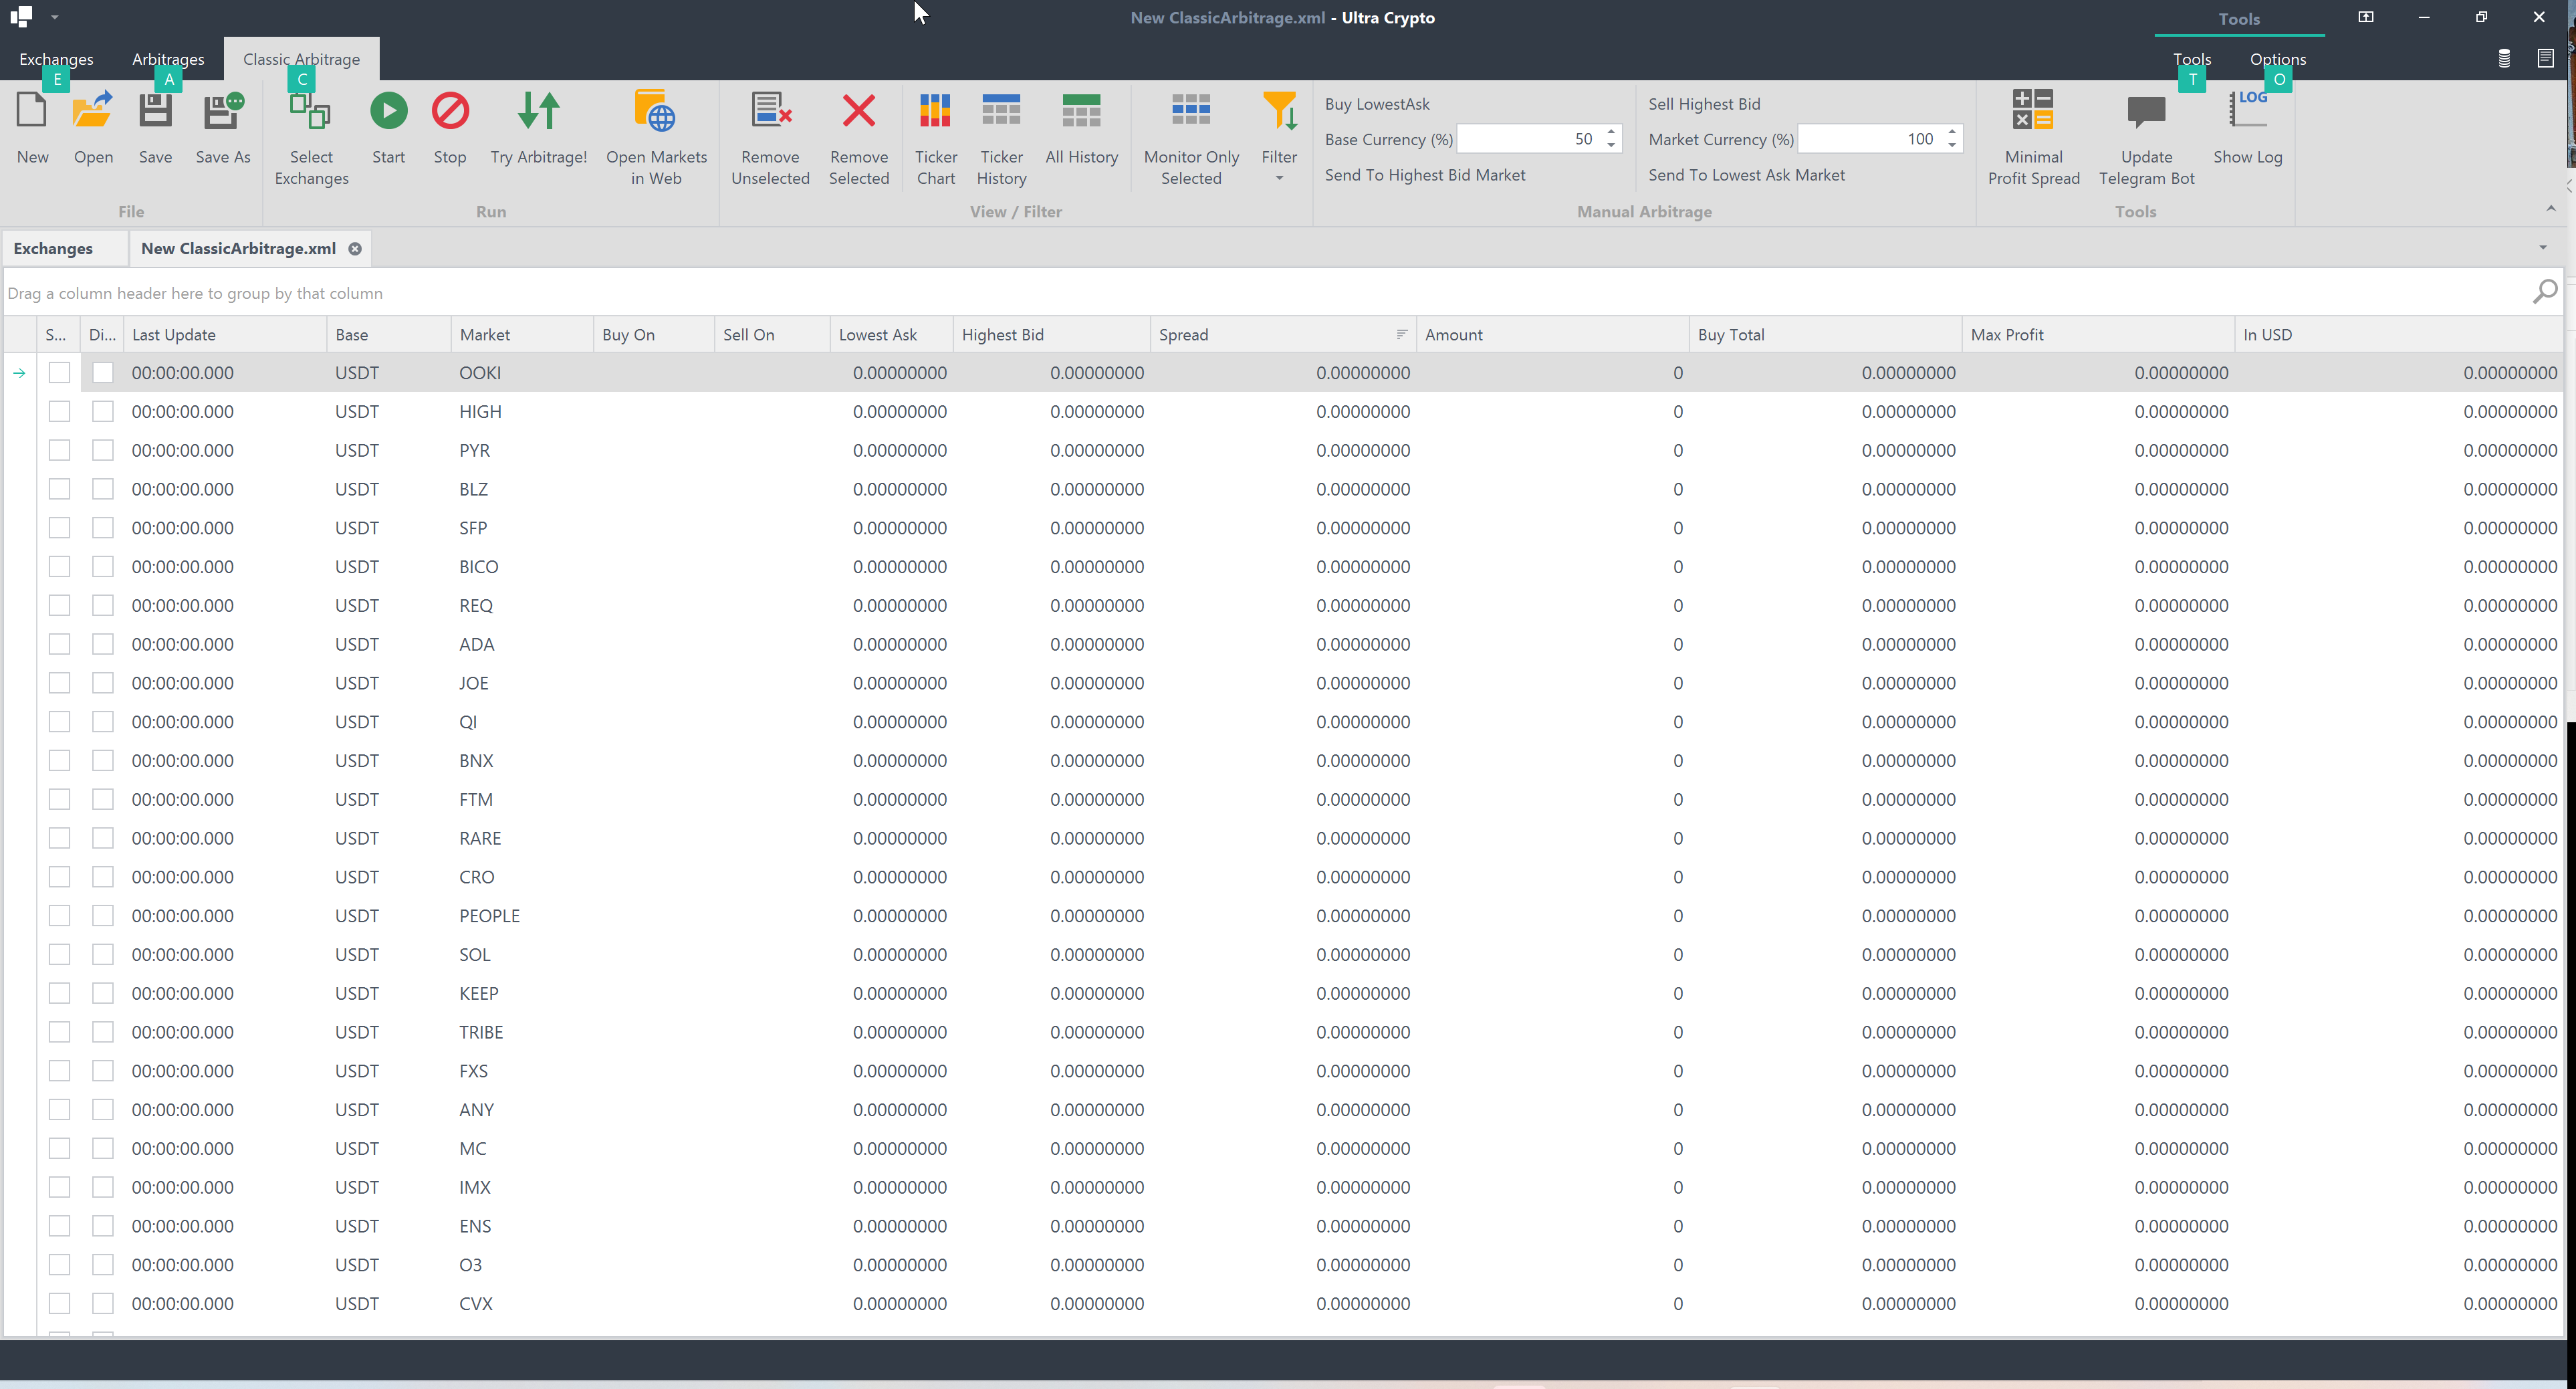 New ClassicArbitrage.xml - Ultra Crypto
Tools
Exchanges Arbitrages Classic Arbitrage Tools Options
E A C T O
New Open Save Save As Select Exchanges Start Stop Try Arbitrage! Open Markets in Web Remove Unselected Remove Selected Ticker Chart Ticker History All History Monitor Only Selected Filter
Buy LowestAsk
Base Currency (%) 50
Send To Highest Bid Market
Sell Highest Bid
Market Currency (%) 100
Send To Lowest Ask Market
Minimal Profit Spread Update Telegram Bot LOG Show Log
File Run View / Filter Manual Arbitrage Tools
Exchanges New ClassicArbitrage.xml
Drag a column header here to group by that column
S... Di... Last Update Base Market Buy On Sell On Lowest Ask Highest Bid Spread Amount Buy Total Max Profit In USD
00:00:00.000 USDT OOKI 0.00000000 0.00000000 0.00000000 0 0.00000000 0.00000000 0.00000000
00:00:00.000 USDT HIGH 0.00000000 0.00000000 0.00000000 0 0.00000000 0.00000000 0.00000000
00:00:00.000 USDT PYR 0.00000000 0.00000000 0.00000000 0 0.00000000 0.00000000 0.00000000
00:00:00.000 USDT BLZ 0.00000000 0.00000000 0.00000000 0 0.00000000 0.00000000 0.00000000
00:00:00.000 USDT SFP 0.00000000 0.00000000 0.00000000 0 0.00000000 0.00000000 0.00000000
00:00:00.000 USDT BICO 0.00000000 0.00000000 0.00000000 0 0.00000000 0.00000000 0.00000000
00:00:00.000 USDT REQ 0.00000000 0.00000000 0.00000000 0 0.00000000 0.00000000 0.00000000
00:00:00.000 USDT ADA 0.00000000 0.00000000 0.00000000 0 0.00000000 0.00000000 0.00000000
00:00:00.000 USDT JOE 0.00000000 0.00000000 0.00000000 0 0.00000000 0.00000000 0.00000000
00:00:00.000 USDT QI 0.00000000 0.00000000 0.00000000 0 0.00000000 0.00000000 0.00000000
00:00:00.000 USDT BNX 0.00000000 0.00000000 0.00000000 0 0.00000000 0.00000000 0.00000000
00:00:00.000 USDT FTM 0.00000000 0.00000000 0.00000000 0 0.00000000 0.00000000 0.00000000
00:00:00.000 USDT RARE 0.00000000 0.00000000 0.00000000 0 0.00000000 0.00000000 0.00000000
00:00:00.000 USDT CRO 0.00000000 0.00000000 0.00000000 0 0.00000000 0.00000000 0.00000000
00:00:00.000 USDT PEOPLE 0.00000000 0.00000000 0.00000000 0 0.00000000 0.00000000 0.00000000
00:00:00.000 USDT SOL 0.00000000 0.00000000 0.00000000 0 0.00000000 0.00000000 0.00000000
00:00:00.000 USDT KEEP 0.00000000 0.00000000 0.00000000 0 0.00000000 0.00000000 0.00000000
00:00:00.000 USDT TRIBE 0.00000000 0.00000000 0.00000000 0 0.00000000 0.00000000 0.00000000
00:00:00.000 USDT FXS 0.00000000 0.00000000 0.00000000 0 0.00000000 0.00000000 0.00000000
00:00:00.000 USDT ANY 0.00000000 0.00000000 0.00000000 0 0.00000000 0.00000000 0.00000000
00:00:00.000 USDT MC 0.00000000 0.00000000 0.00000000 0 0.00000000 0.00000000 0.00000000
00:00:00.000 USDT IMX 0.00000000 0.00000000 0.00000000 0 0.00000000 0.00000000 0.00000000
00:00:00.000 USDT ENS 0.00000000 0.00000000 0.00000000 0 0.00000000 0.00000000 0.00000000
00:00:00.000 USDT O3 0.00000000 0.00000000 0.00000000 0 0.00000000 0.00000000 0.00000000
00:00:00.000 USDT CVX 0.00000000 0.00000000 0.00000000 0 0.00000000 0.00000000 0.00000000